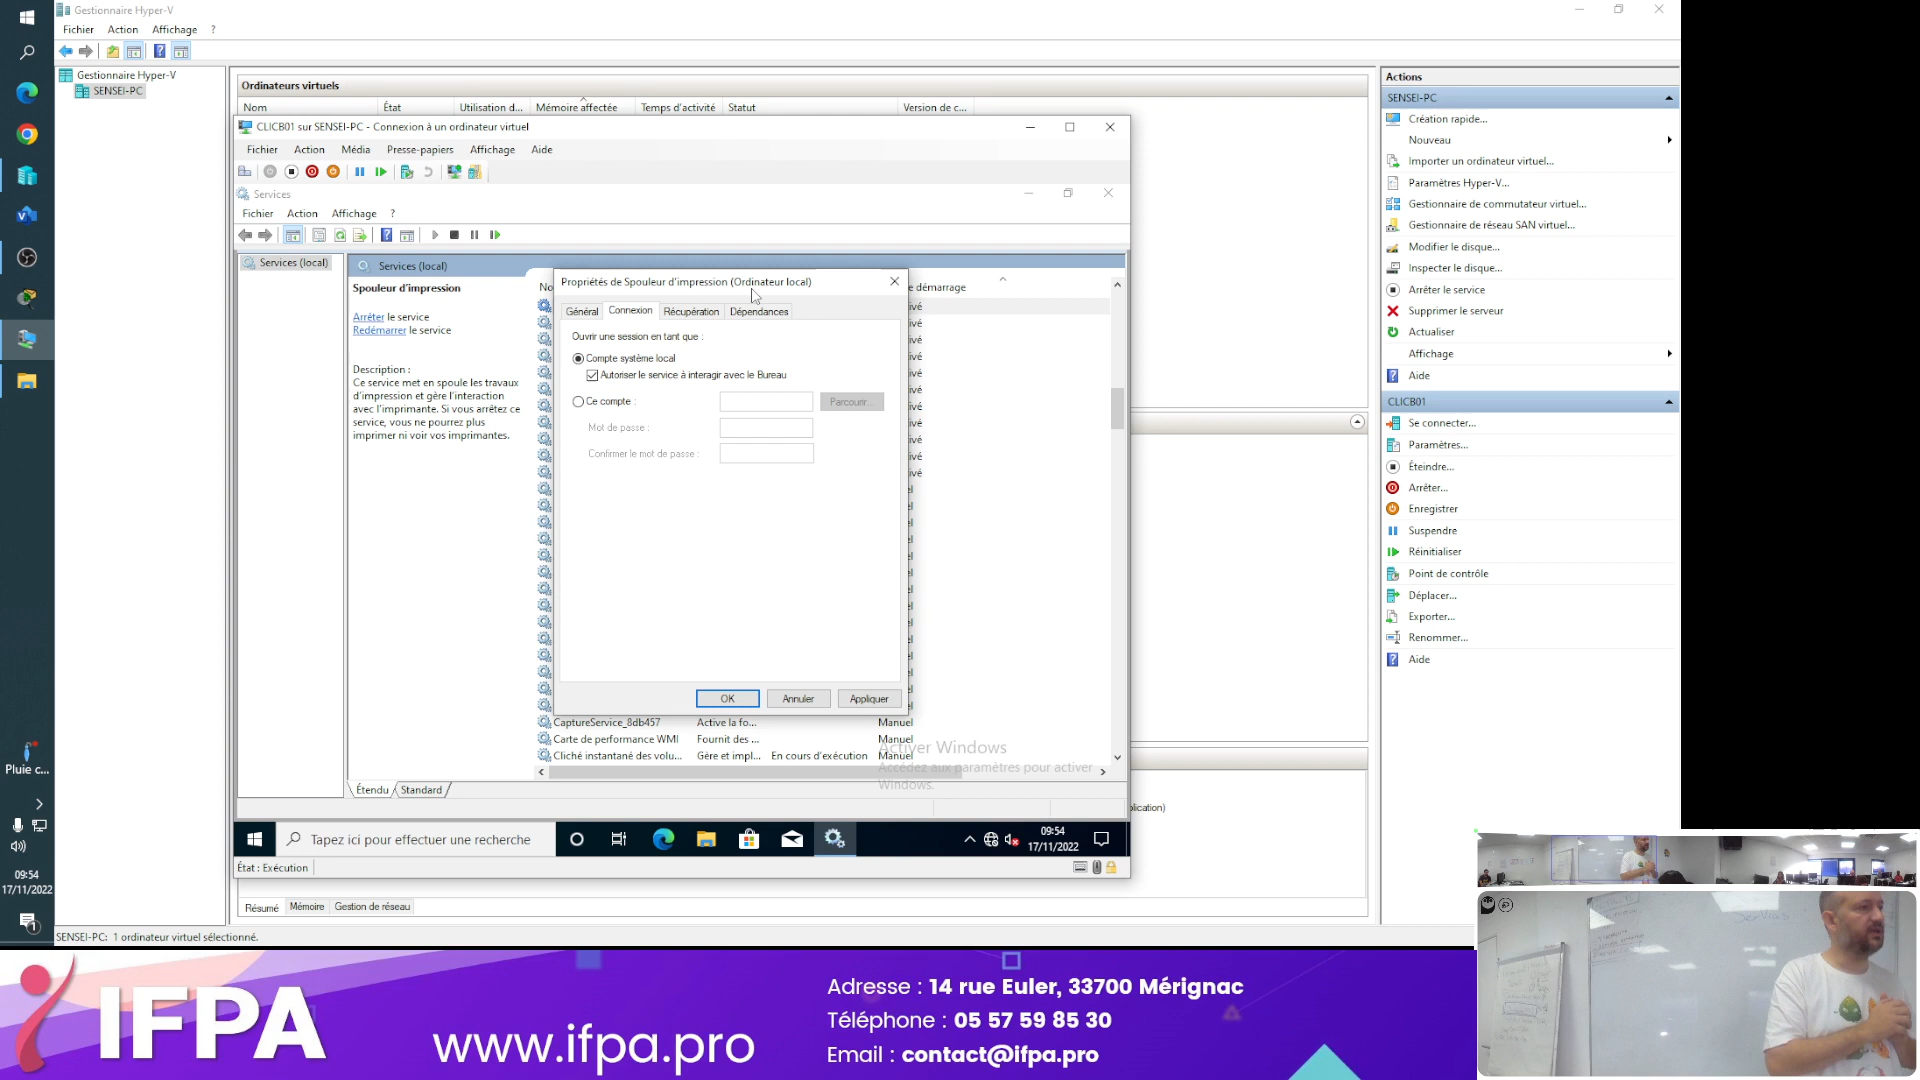 Gestionnaire Hyper-V
Fichier Action Affichage ?
Gestionnaire Hyper-V
SENSEI-PC
Ordinateurs virtuels
Nom État Utilisation d... Mémoire affectée Temps d'activité Statut Version de c...
CLICB01 sur SENSEI-PC - Connexion à un ordinateur virtuel
Fichier Action Média Presse-papiers Affichage Aide
Services
Fichier Action Affichage ?
Services (local)
Services (local)
Spouleur d'impression
Arrêter le service
Redémarrer le service
Description :
Ce service met en spoule les travaux
d'impression et gère l'interaction
avec l'imprimante. Si vous arrêtez ce
service, vous ne pourrez plus
imprimer ni voir vos imprimantes.
No
e démarrage
Propriétés de Spouleur d'impression (Ordinateur local)
Général Connexion Récupération Dépendances
Ouvrir une session en tant que :
Compte système local
Autoriser le service à interagir avec le Bureau
Ce compte :
Parcourir...
Mot de passe :
Confirmer le mot de passe :
OK Annuler Appliquer
CaptureService_8db457 Active la fo... Manuel
Carte de performance WMI Fournit des ... Manuel
Cliché instantané des volu... Gère et impl... En cours d'exécution Manuel
Activer Windows
Accédez aux paramètres pour activer
Windows.
Étendu Standard
Tapez ici pour effectuer une recherche
09:54
17/11/2022
État : Exécution
plication)
Résumé Mémoire Gestion de réseau
SENSEI-PC: 1 ordinateur virtuel sélectionné.
Pluie c...
09:54
17/11/2022
1
Actions
SENSEI-PC
Création rapide...
Nouveau
Importer un ordinateur virtuel...
Paramètres Hyper-V...
Gestionnaire de commutateur virtuel...
Gestionnaire de réseau SAN virtuel...
Modifier le disque...
Inspecter le disque...
Arrêter le service
Supprimer le serveur
Actualiser
Affichage
Aide
CLICB01
Se connecter...
Paramètres...
Éteindre...
Arrêter...
Enregistrer
Suspendre
Réinitialiser
Point de contrôle
Déplacer...
Exporter...
Renommer...
Aide
IFPA
www.ifpa.pro
Adresse : 14 rue Euler, 33700 Mérignac
Téléphone : 05 57 59 85 30
Email : contact@ifpa.pro